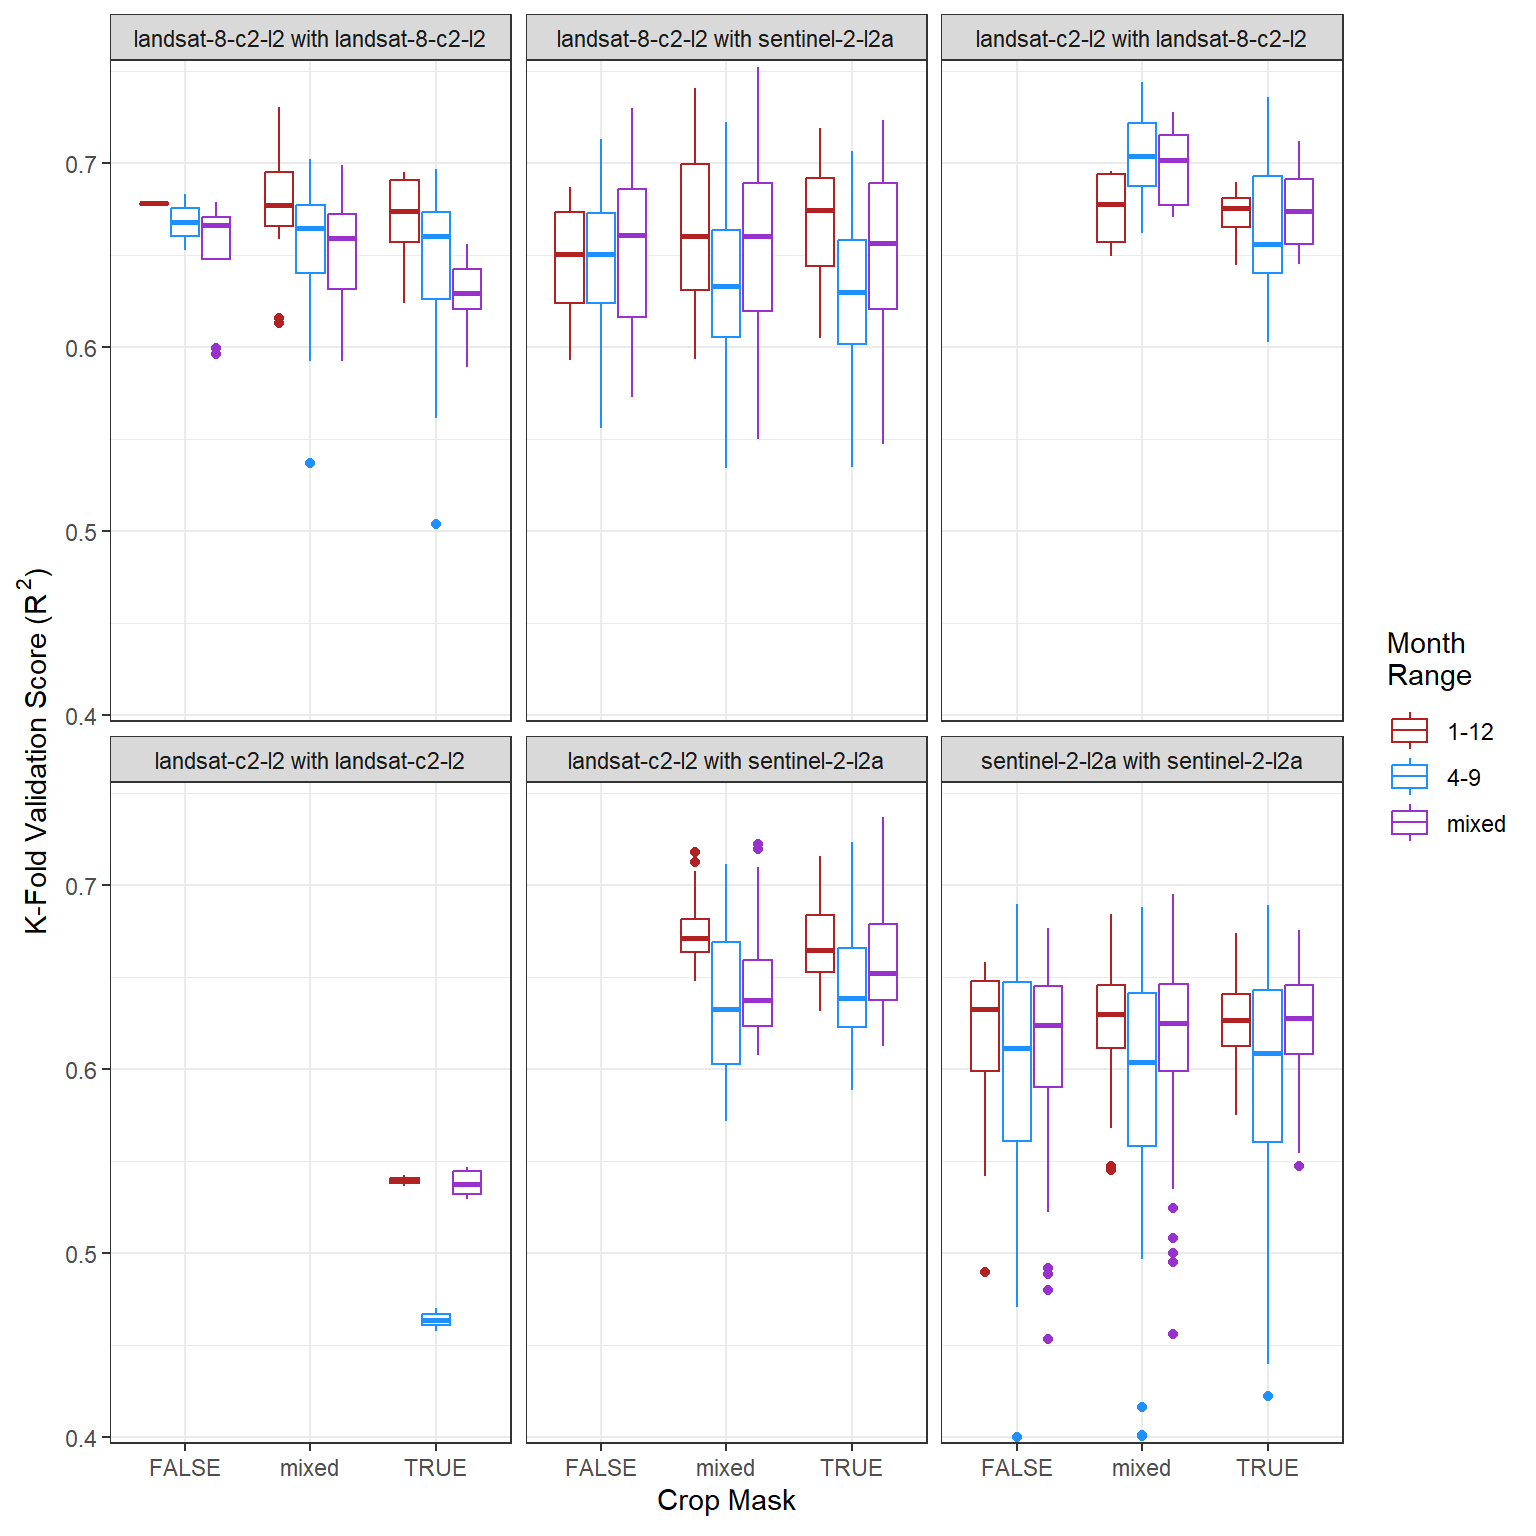 landsat-8-c2-l2 with landsat-8-c2-l2
landsat-8-c2-l2 with sentinel-2-l2a
landsat-c2-l2 with landsat-8-c2-l2
0.7
0.6
0.5
0.4
landsat-c2-l2 with landsat-c2-l2
landsat-c2-l2 with sentinel-2-l2a
sentinel-2-l2a with sentinel-2-l2a
0.7
0.6
0.5
0.4
FALSE
mixed
TRUE
FALSE
mixed
TRUE
FALSE
mixed
TRUE
Crop Mask
K-Fold Validation Score (R²)
Month
Range
1-12
4-9
mixed